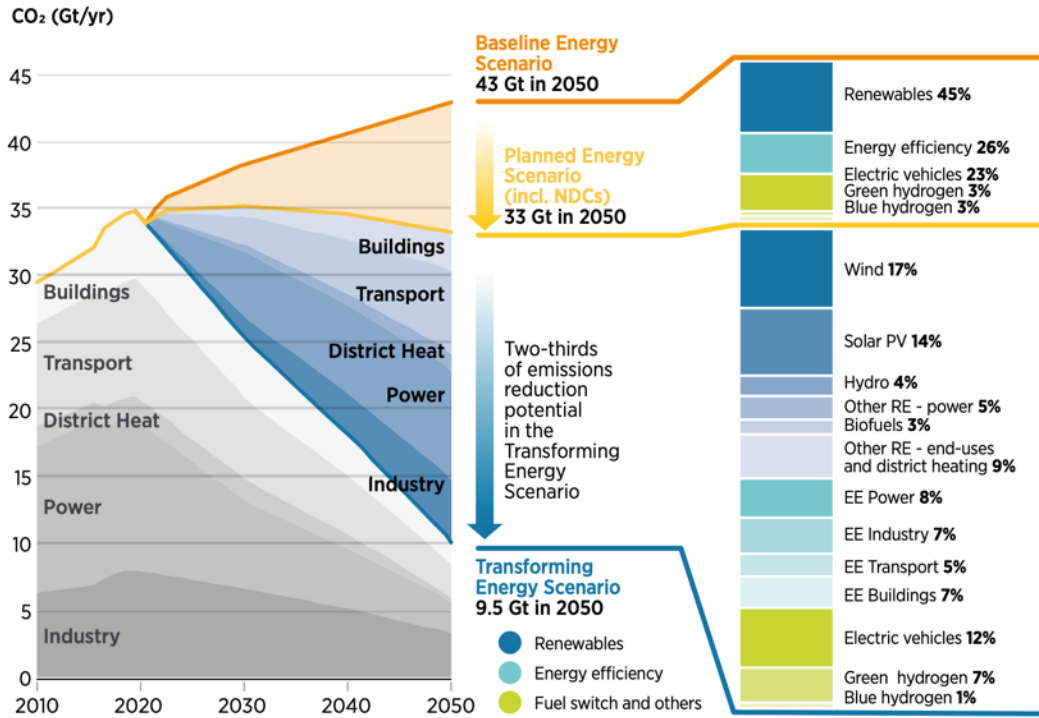 CO₂ (Gt/yr)
45
40
35
30
25
20
15
10
5
0
2010
2020
2030
2040
2050
Buildings
Transport
District Heat
Power
Industry
Buildings
Transport
District Heat
Power
Industry
Baseline Energy
Scenario
43 Gt in 2050
Planned Energy
Scenario
(incl. NDCs)
33 Gt in 2050
Two-thirds
of emissions
reduction
potential
in the
Transforming
Energy
Scenario
Transforming
Energy Scenario
9.5 Gt in 2050
Renewables
Energy efficiency
Fuel switch and others
Renewables 45%
Energy efficiency 26%
Electric vehicles 23%
Green hydrogen 3%
Blue hydrogen 3%
Wind 17%
Solar PV 14%
Hydro 4%
Other RE - power 5%
Biofuels 3%
Other RE - end-uses
and district heating 9%
EE Power 8%
EE Industry 7%
EE Transport 5%
EE Buildings 7%
Electric vehicles 12%
Green hydrogen 7%
Blue hydrogen 1%